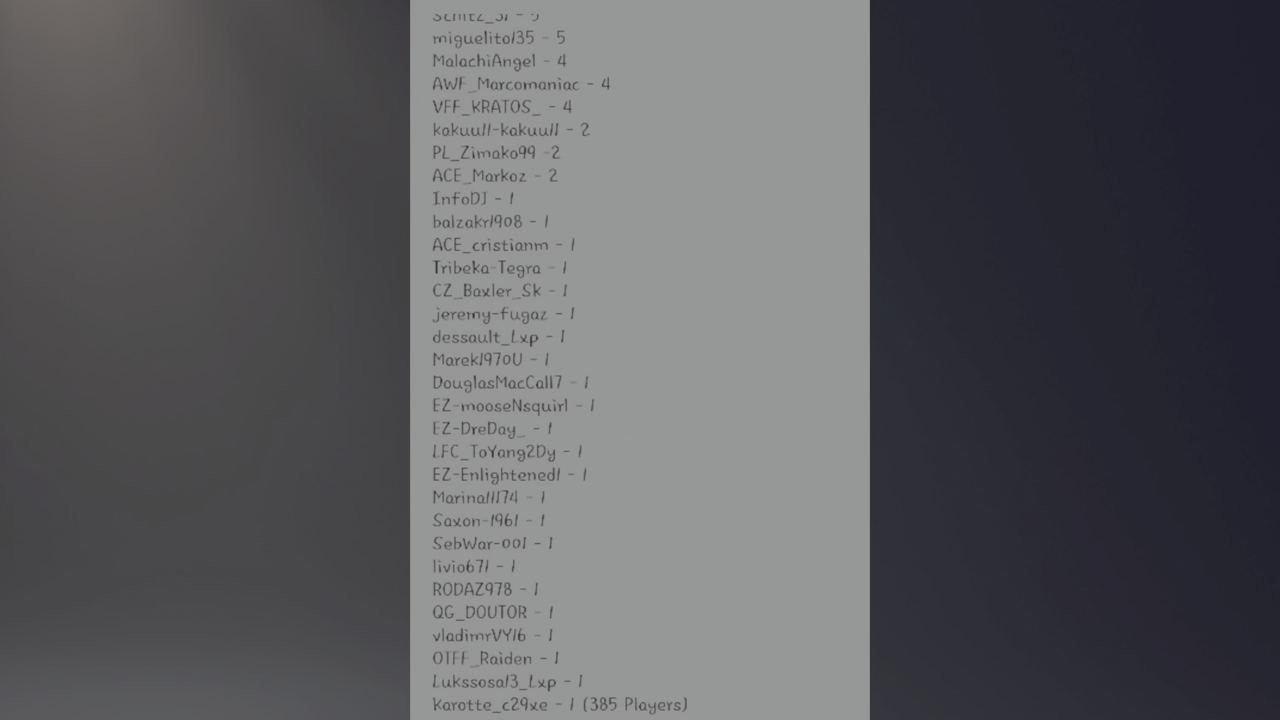 miguelito135 - 5
MalachiAngel - 4
AWF_Marcomaniac - 4
VFF_KRATOS_ - 4
kakuu11-kakuu11 - 2
PL_Zimako99 -2
ACE_Markoz - 2
InfoDJ - 1
balzakr1908 - 1
ACE_cristianm - 1
Tribeka-Tegra - 1
CZ_Baxler_Sk - 1
jeremy-fugaz - 1
dessault_Lxp - 1
Marek1970U - 1
DouglasMacCall7 - 1
EZ-mooseNsquirl - 1
EZ-DreDay_ - 1
LFC_ToYang2Dy - 1
EZ-Enlightened1 - 1
Marina11174 - 1
Saxon-1961 - 1
SebWar-001 - 1
livio671 - 1
RODAZ978 - 1
QG_DOUTOR - 1
vladimrVY16 - 1
OTFF_Raiden - 1
Lukssosa13_Lxp - 1
Karotte_c29xe - 1 (385 Players)